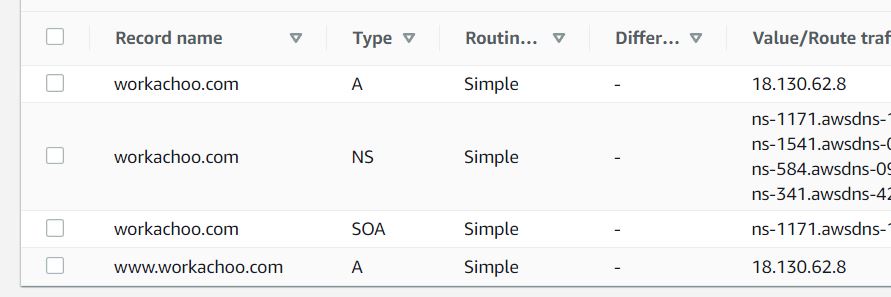 Record name Type Routin... Differ... Value/Route traf
workachoo.com A Simple - 18.130.62.8
ns-1171.awsdns-1
ns-1541.awsdns-0
workachoo.com NS Simple -
ns-584.awsdns-09
ns-341.awsdns-42
workachoo.com SOA Simple - ns-1171.awsdns-1
www.workachoo.com A Simple - 18.130.62.8